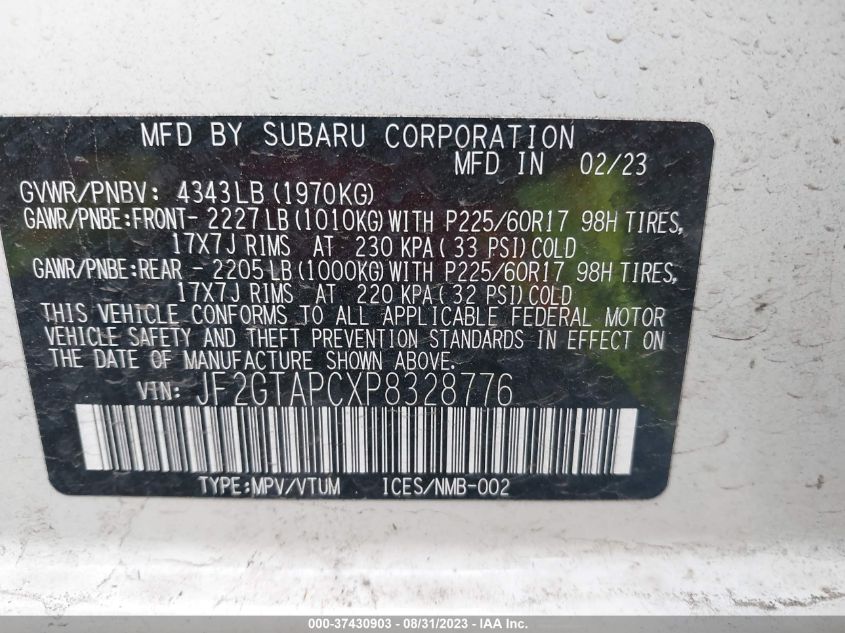 MFD BY SUBARU CORPORATION
MFD IN 02/23
GVWR/PNBV: 4343LB (1970KG)
GAWR/PNBE:FRONT- 2227LB (1010KG) WITH P225/60R17 98H TIRES,
17X7J RIMS AT 230 KPA( 33 PSI) COLD
GAWR/PNBE:REAR - 2205LB (1000KG) WITH P225/60R17 98H TIRES,
17X7J RIMS AT 220 KPA( 32 PSI) COLD
THIS VEHICLE CONFORMS TO ALL APPLICABLE FEDERAL MOTOR
VEHICLE SAFETY AND THEFT PREVENTION STANDARDS IN EFFECT ON
THE DATE OF MANUFACTURE SHOWN ABOVE.
VIN: JF2GTAPCXP8328776
TYPE:MPV/VTUM ICES/NMB-002
000-37430903 - 08/31/2023 - © IAA, Inc.